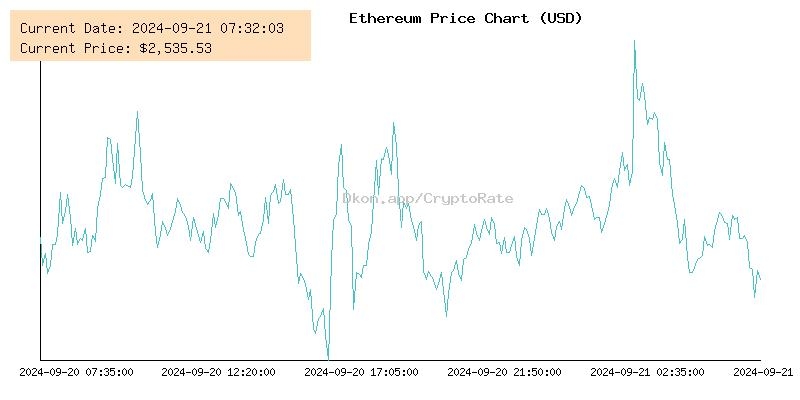 Ethereum Price Chart (USD)
Current Date: 2024-09-21 07:32:03
Current Price: $2,535.53
Dkon.app/CryptoRate
2024-09-20 07:35:00
2024-09-20 12:20:00
2024-09-20 17:05:00
2024-09-20 21:50:00
2024-09-21 02:35:00
2024-09-21